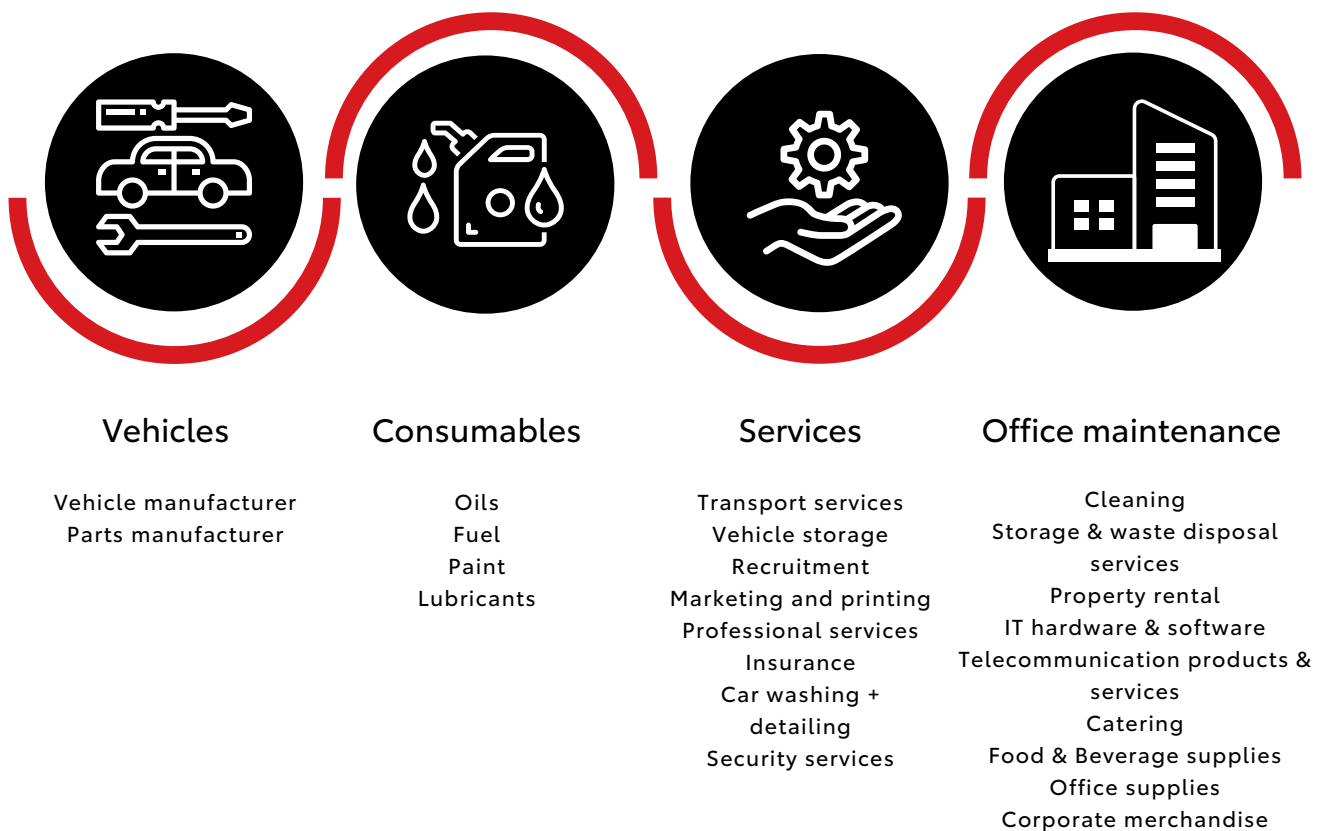 Vehicles
Vehicle manufacturer
Parts manufacturer
Consumables
Oils
Fuel
Paint
Lubricants
Services
Transport services
Vehicle storage
Recruitment
Marketing and printing
Professional services
Insurance
Car washing +
detailing
Security services
Office maintenance
Cleaning
Storage & waste disposal
services
Property rental
IT hardware & software
Telecommunication products &
services
Catering
Food & Beverage supplies
Office supplies
Corporate merchandise